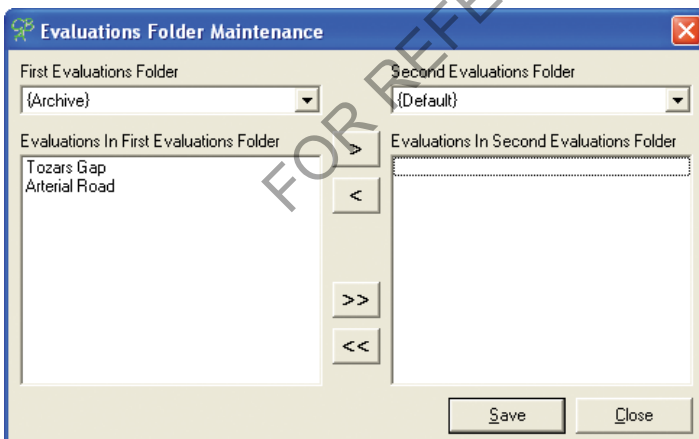 CBA
Evaluations Folder Maintenance
First Evaluations Folder
Second Evaluations Folder
{Archive}
{Default}
Evaluations In First Evaluations Folder
Evaluations In Second Evaluations Folder
Tozars Gap
Arterial Road
>
<
>>
<<
Save
Close
FOR REFE